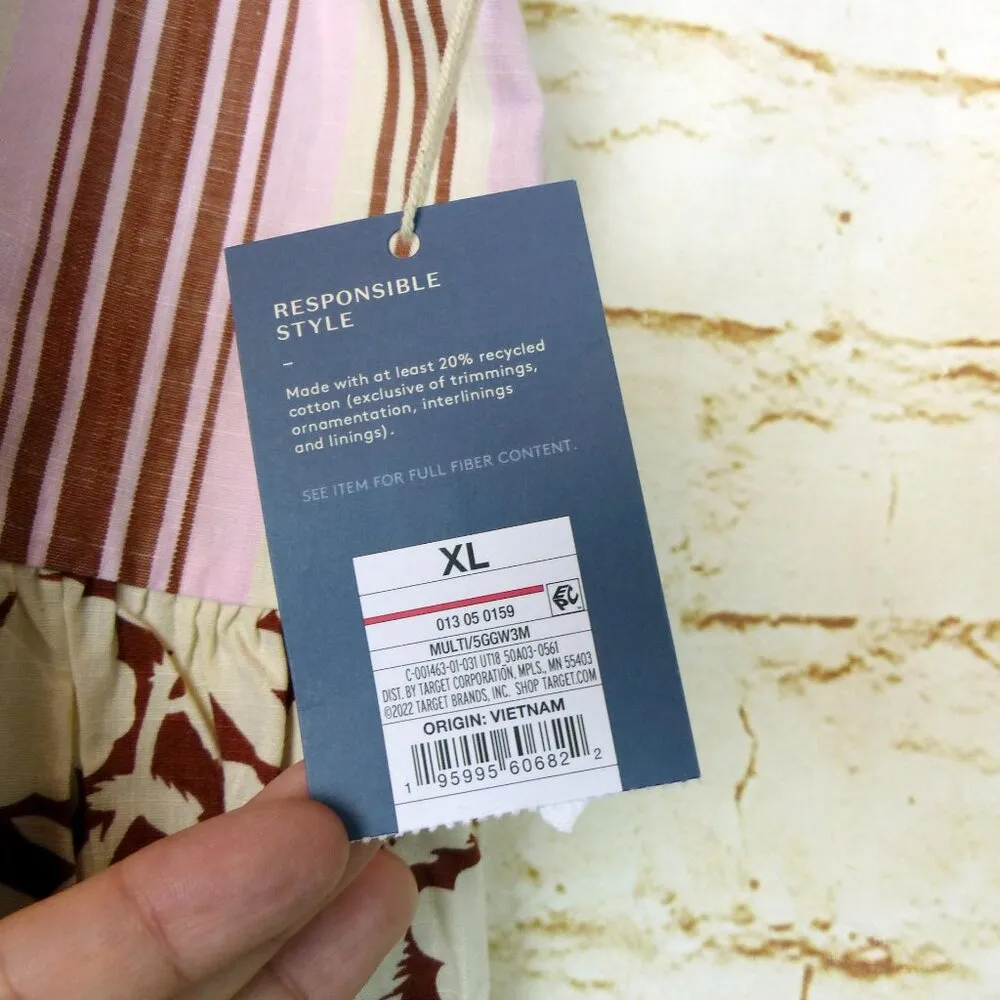 RESPONSIBLE
STYLE
–
Made with at least 20% recycled
cotton (exclusive of trimmings,
ornamentation, interlinings
and linings).
SEE ITEM FOR FULL FIBER CONTENT.
XL
EPC
013 05 0159
MULTI/5GGW3M
C-001463-01-031 UT18 50A03-0561
DIST. BY TARGET CORPORATION, MPLS., MN 55403
©2022 TARGET BRANDS, INC. SHOP TARGET.COM
ORIGIN: VIETNAM
1 95995 60682 2